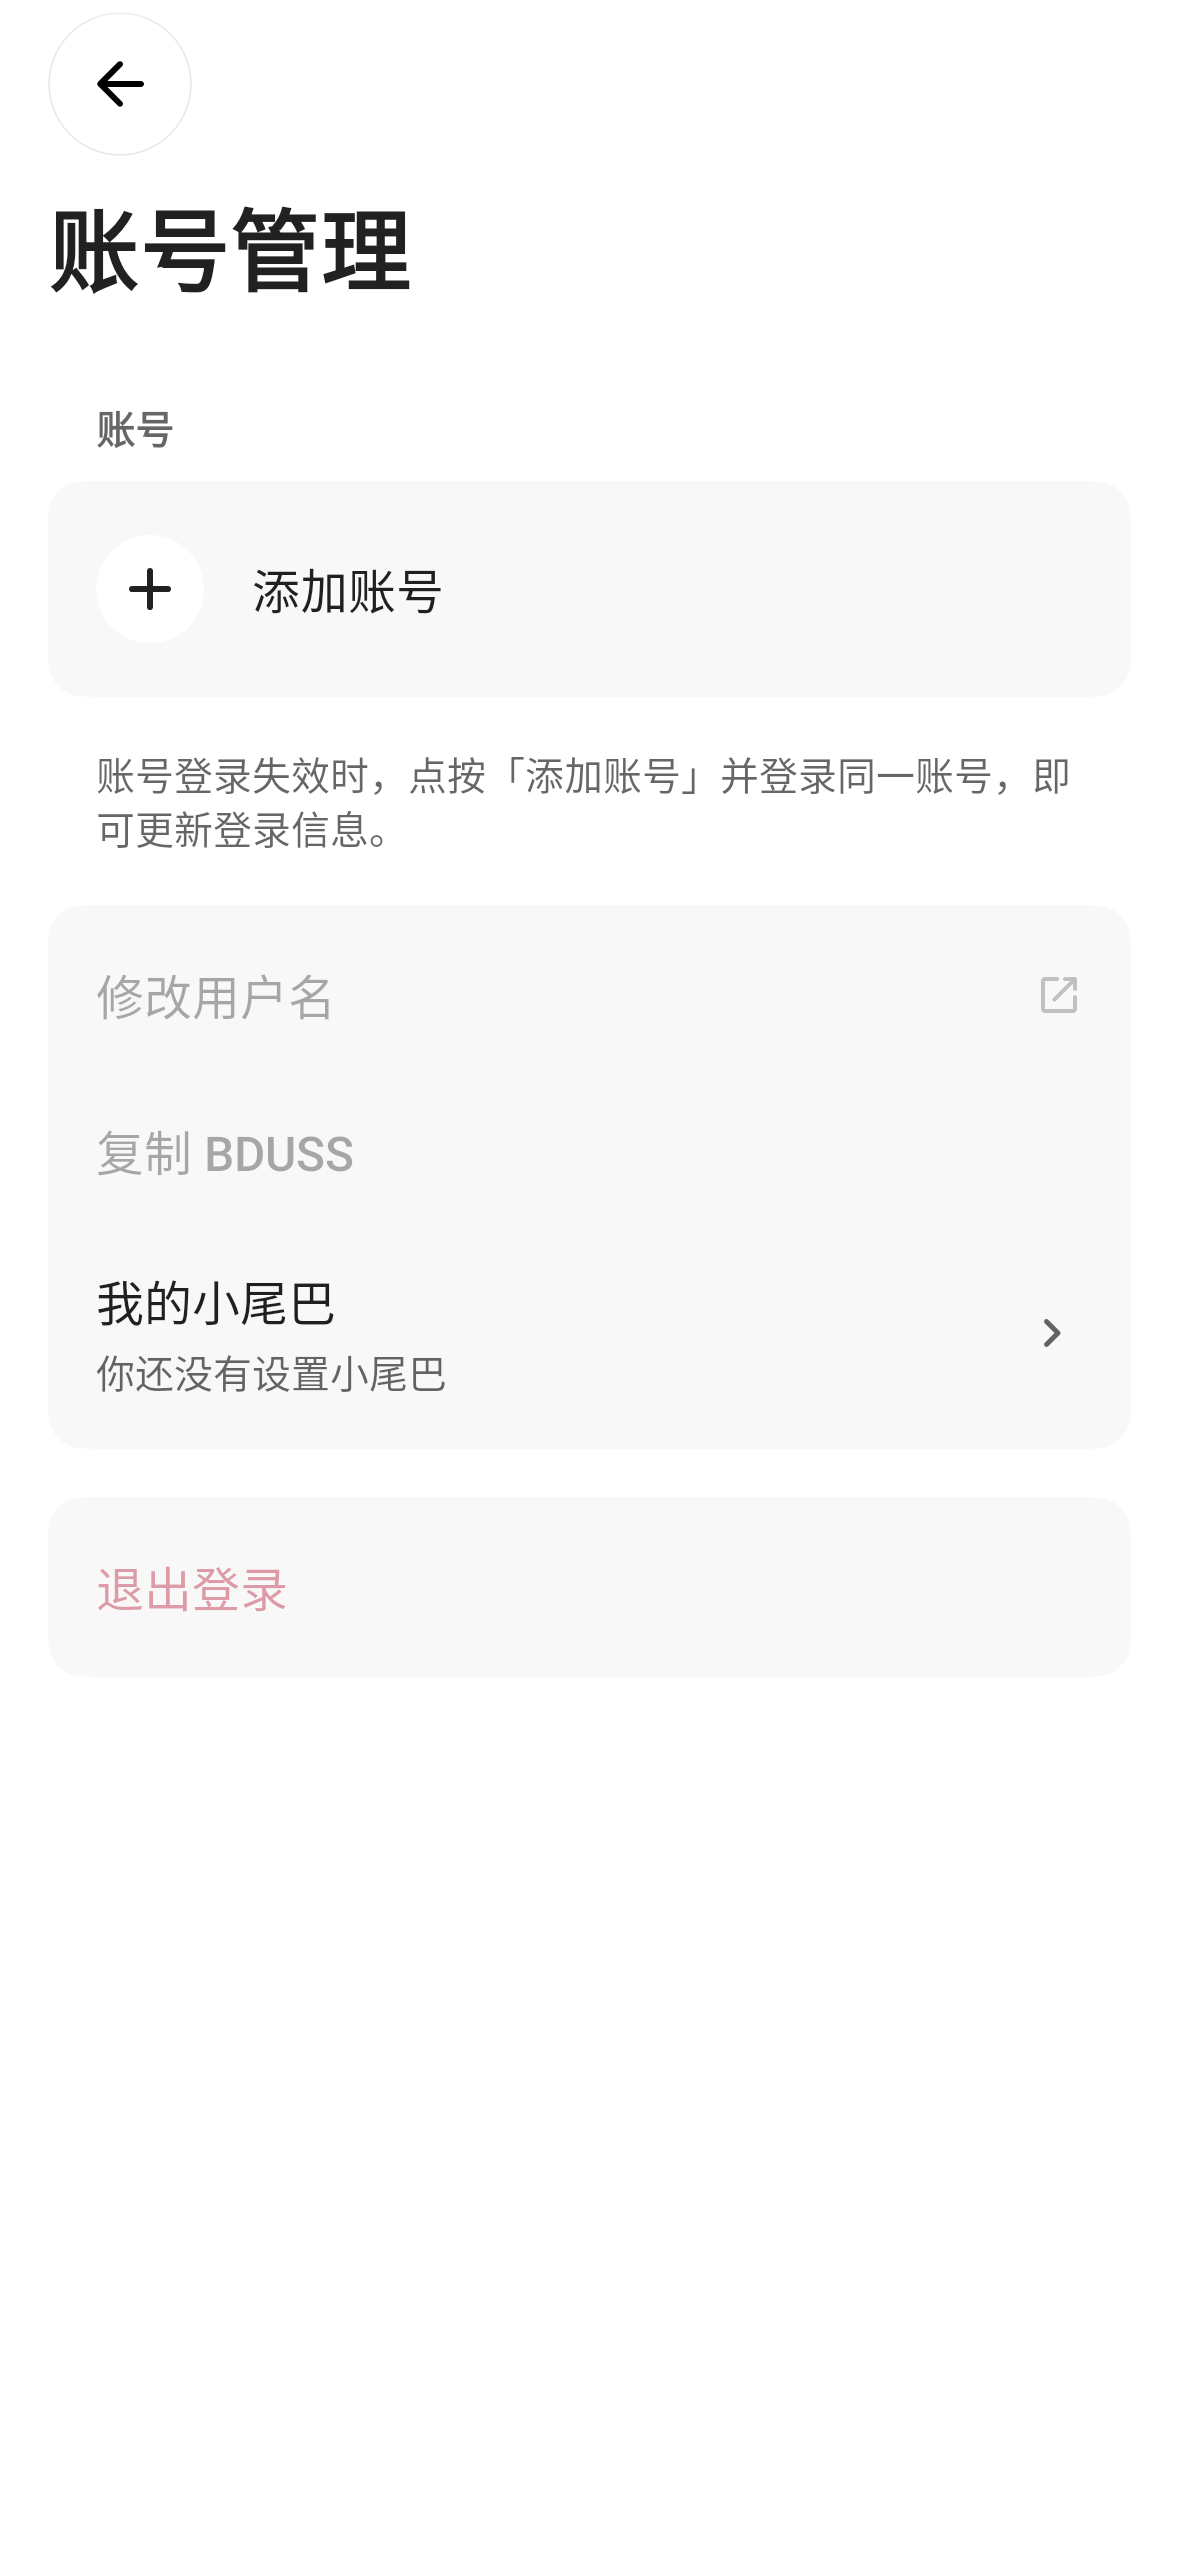 账号管理
账号
添加账号
账号登录失效时，点按「添加账号」并登录同一账号，即
可更新登录信息。
修改用户名
复制 BDUSS
我的小尾巴
你还没有设置小尾巴
退出登录